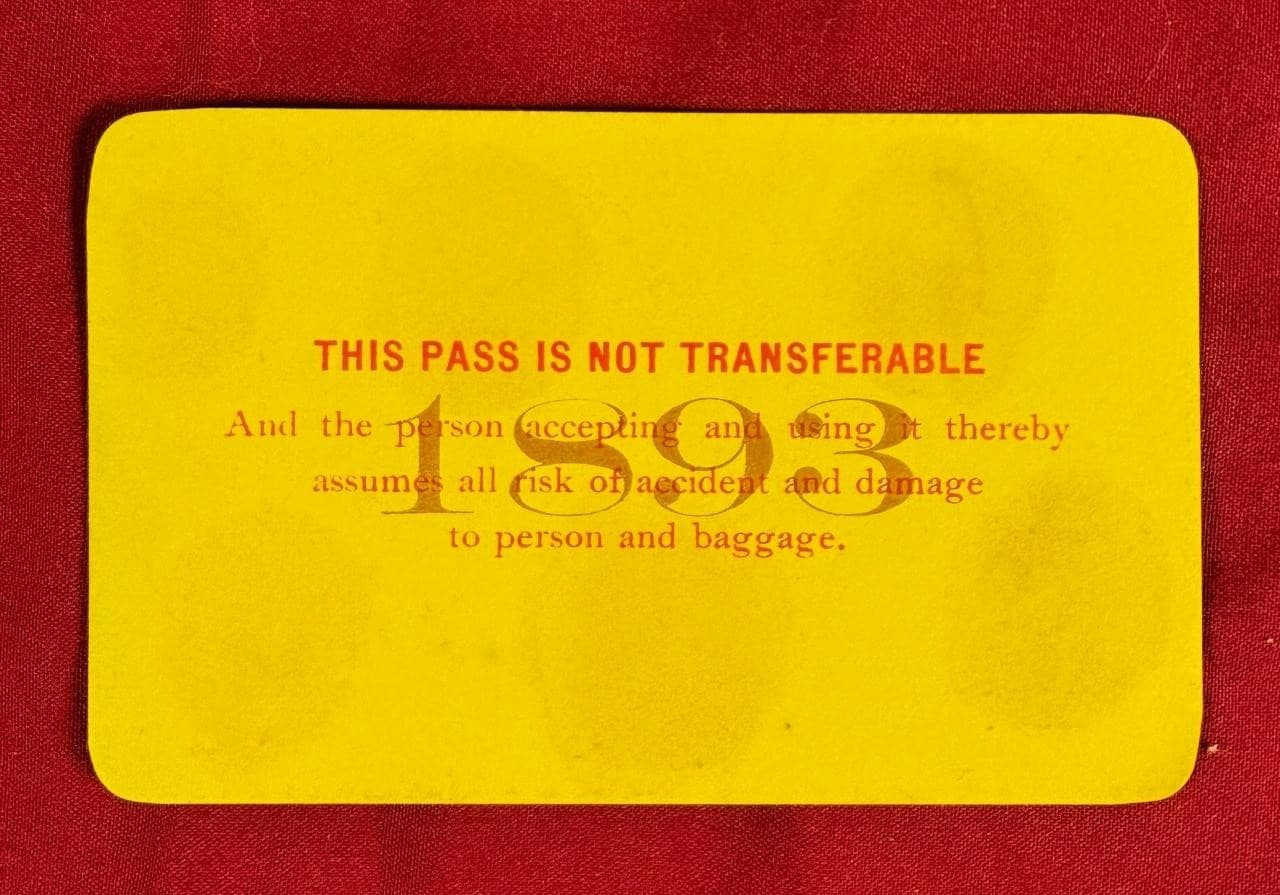 THIS PASS IS NOT TRANSFERABLE
1893
And the person accepting and using it thereby
assumes all risk of accident and damage
to person and baggage.